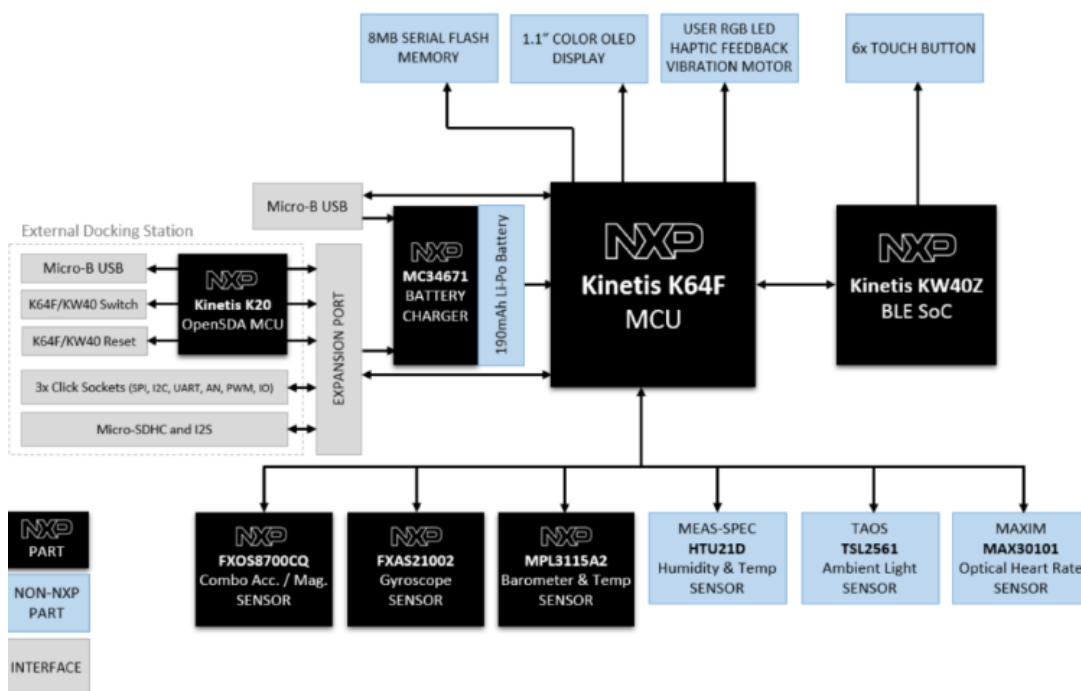 8MB SERIAL FLASH
MEMORY
1.1” COLOR OLED
DISPLAY
USER RGB LED
HAPTIC FEEDBACK
VIBRATION MOTOR
6x TOUCH BUTTON
Micro-B USB
External Docking Station
Micro-B USB
K64F/KW40 Switch
K64F/KW40 Reset
NXP
Kinetis K20
OpenSDA MCU
3x Click Sockets (SPI, I2C, UART, AN, PWM, IO)
Micro-SDHC and I2S
EXPANSION PORT
NXP
MC34671
BATTERY
CHARGER
190mAh Li-Po Battery
NXP
Kinetis K64F
MCU
NXP
Kinetis KW40Z
BLE SoC
NXP
FXOS8700CQ
Combo Acc. / Mag.
SENSOR
NXP
FXAS21002
Gyroscope
SENSOR
NXP
MPL3115A2
Barometer & Temp
SENSOR
MEAS-SPEC
HTU21D
Humidity & Temp
SENSOR
TAOS
TSL2561
Ambient Light
SENSOR
MAXIM
MAX30101
Optical Heart Rate
SENSOR
NXP
PART
NON-NXP
PART
INTERFACE